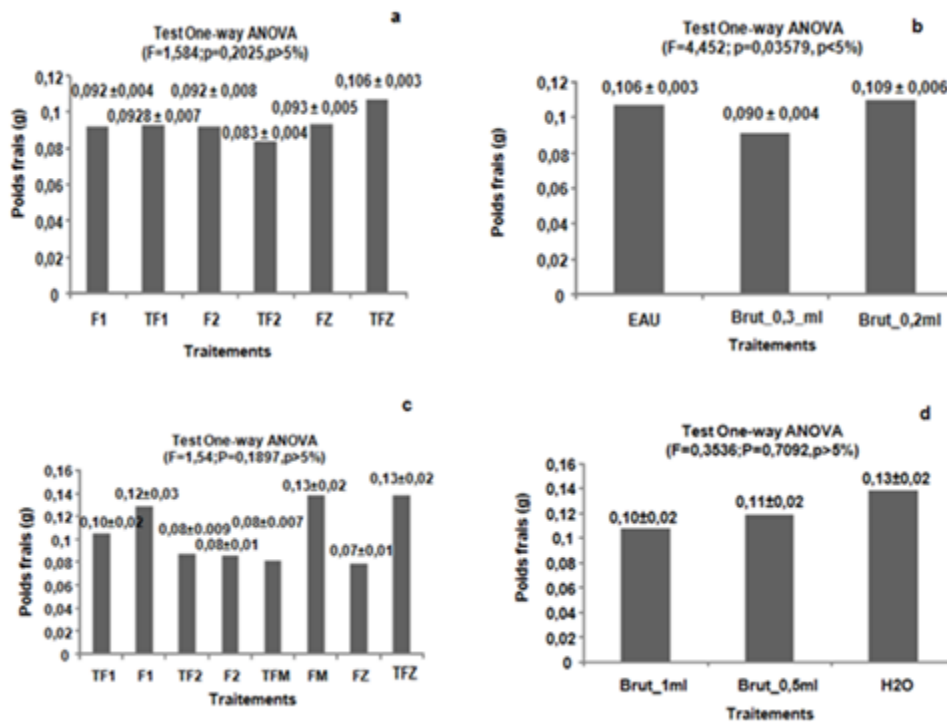 a
Test One-way ANOVA
(F=1,584;p=0,2025,p>5%)
Poids frais (g)
0,12
0,1
0,08
0,06
0,04
0,02
0
0,092 ±0,004
0,0928 ± 0,007
0,092 ± 0,008
0,083 ± 0,004
0,093 ± 0,005
0,106 ± 0,003
F1 TF1 F2 TF2 FZ TFZ
Traitements
b
Test One-way ANOVA
(F=4,452; p=0,03579, p<5%)
Poids frais (g)
0,12
0,1
0,08
0,06
0,04
0,02
0
0,106 ± 0,003
0,090 ± 0,004
0,109 ± 0,006
EAU Brut_0,3_ml Brut_0,2ml
Traitements
c
Test One-way ANOVA
(F=1,54;P=0,1897,p>5%)
Poids frais (g)
0,16
0,14
0,12
0,1
0,08
0,06
0,04
0,02
0
0,10±0,02
0,12±0,03
0,08±0,009
0,08±0,01
0,08±0,007
0,13±0,02
0,07±0,01
0,13±0,02
TF1 F1 TF2 F2 TFM FM FZ TFZ
Traitements
d
Test One-way ANOVA
(F=0,3536;P=0,7092,p>5%)
Poids frais (g)
0,16
0,14
0,12
0,1
0,08
0,06
0,04
0,02
0
0,10±0,02
0,11±0,02
0,13±0,02
Brut_1ml Brut_0,5ml H2O
Traitements